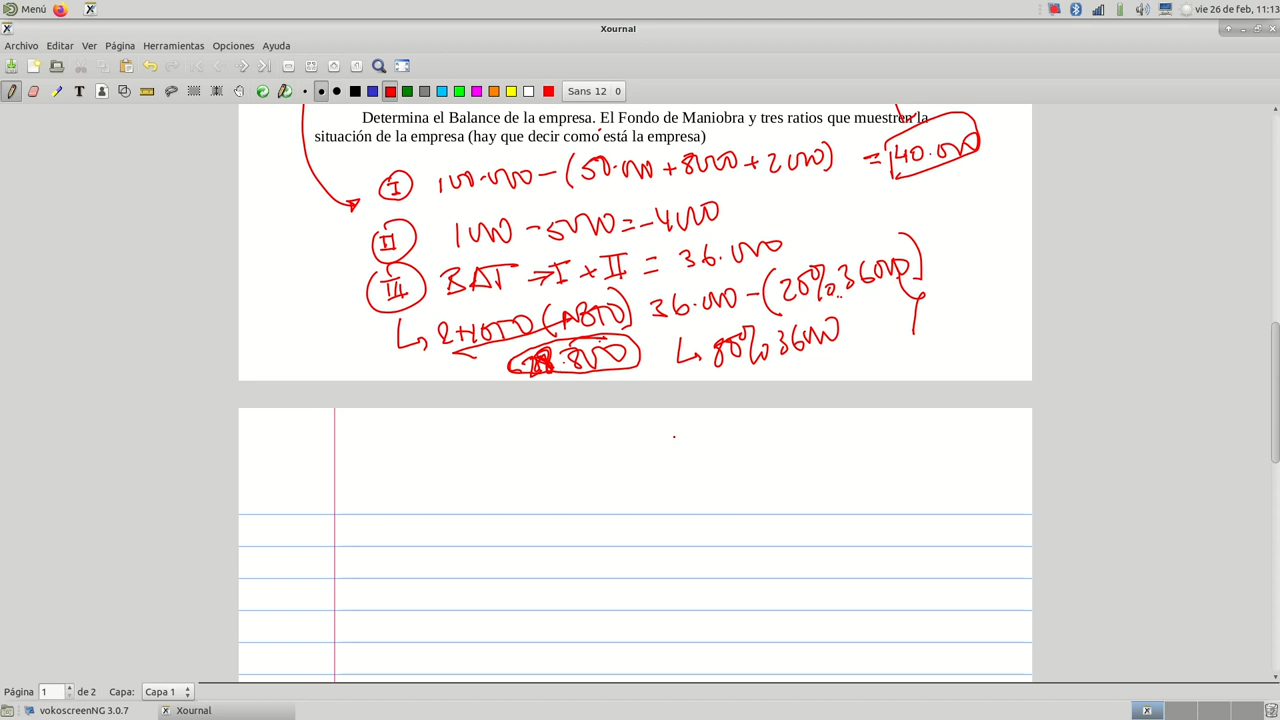 Menú
vie 26 de feb, 11:13
Xournal
Archivo Editar Ver Página Herramientas Opciones Ayuda
Sans 12 0
Determina el Balance de la empresa. El Fondo de Maniobra y tres ratios que muestren la
situación de la empresa (hay que decir como está la empresa)
I 100.000 - (50.000 + 8000 + 2000) = 40.000
II 1000 - 5000 = -4000
III BAT => I + II = 36.000
36.000 - (20% 36000)
.800 80% 36000
Página 1 de 2 Capa: Capa 1
vokoscreenNG 3.0.7 Xournal